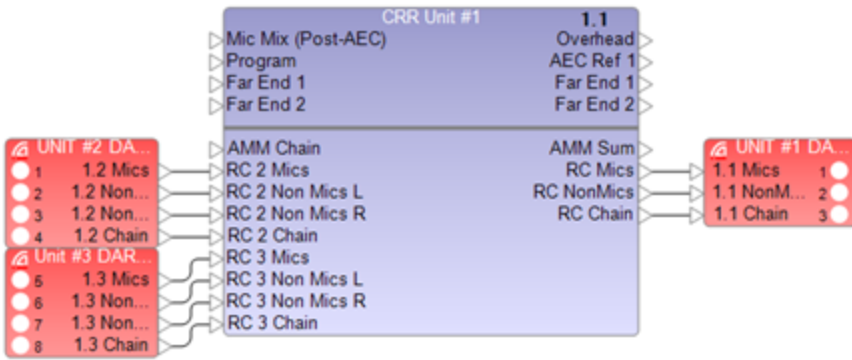 CRR Unit #1 1.1
Mic Mix (Post-AEC) Overhead
Program AEC Ref 1
Far End 1 Far End 1
Far End 2 Far End 2
UNIT #2 DA... AMM Chain AMM Sum UNIT #1 DA...
1 1.2 Mics RC 2 Mics RC Mics 1.1 Mics 1
2 1.2 Non... RC 2 Non Mics L RC NonMics 1.1 NonM... 2
3 1.2 Non... RC 2 Non Mics R RC Chain 1.1 Chain 3
4 1.2 Chain RC 2 Chain
Unit #3 DAR... RC 3 Mics
5 1.3 Mics RC 3 Non Mics L
6 1.3 Non... RC 3 Non Mics R
7 1.3 Non... RC 3 Chain
8 1.3 Chain